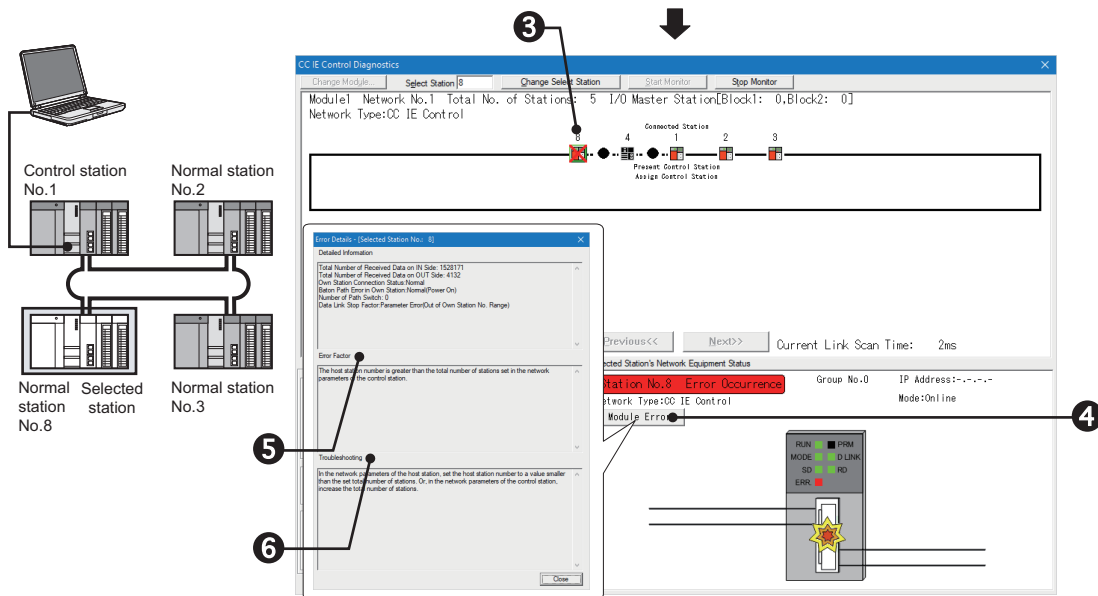 3
CC IE Control Diagnostics
Change Module... Select Station 8 Change Select Station Start Monitor Stop Monitor
Module1 Network No.1 Total No. of Stations: 5 I/O Master Station[Block1: 0,Block2: 0]
Network Type:CC IE Control
Connected Station
8 4 1 2 3
Present Control Station
Assign Control Station
Control station No.1
Normal station No.2
Normal station No.8
Selected station
Normal station No.3
Error Details - [Selected Station No.: 8]
Detailed Information
Total Number of Received Data on IN Side: 1528171
Total Number of Received Data on OUT Side: 4132
Own Station Connection Status:Normal
Baton Path Error in Own Station:Normal(Power On)
Number of Path Switch: 0
Data Link Stop Factor:Parameter Error(Out of Own Station No. Range)
Error Factor
The host station number is greater than the total number of stations set in the network
parameters of the control station.
5
Troubleshooting
In the network parameters of the host station, set the host station number to a value smaller
than the set total number of stations. Or, in the network parameters of the control station,
increase the total number of stations.
6
Close
Previous<< Next>> Current Link Scan Time: 2ms
ected Station's Network Equipment Status
Station No.8 Error Occurrence Group No.0 IP Address:-.-.-.-
etwork Type:CC IE Control Mode:Online
Module Error
4
RUN PRM
MODE D LINK
SD RD
ERR.